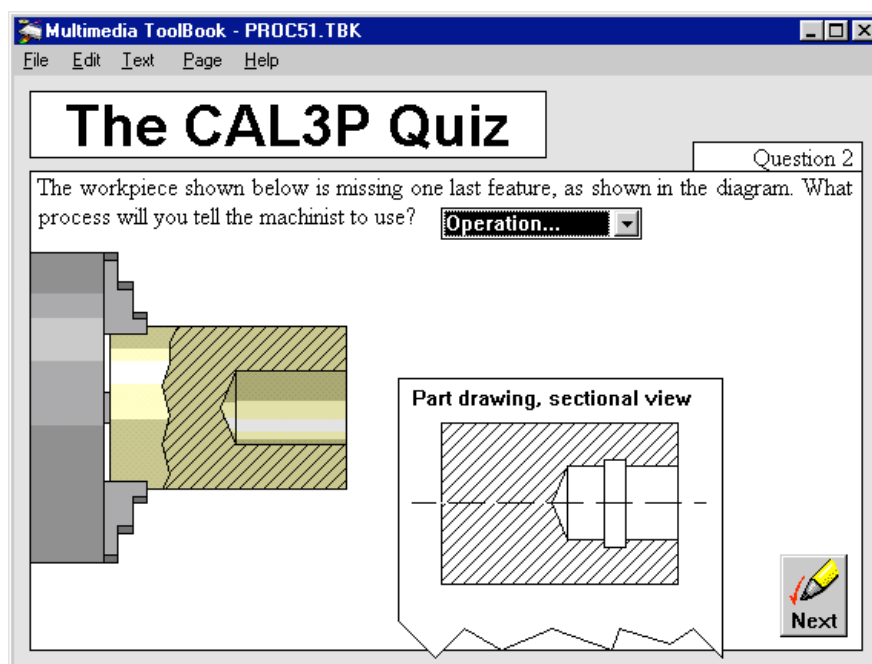 Multimedia ToolBook - PROC51.TBK
File Edit Text Page Help
The CAL3P Quiz
Question 2
The workpiece shown below is missing one last feature, as shown in the diagram. What
process will you tell the machinist to use?
Operation...
Part drawing, sectional view
Next